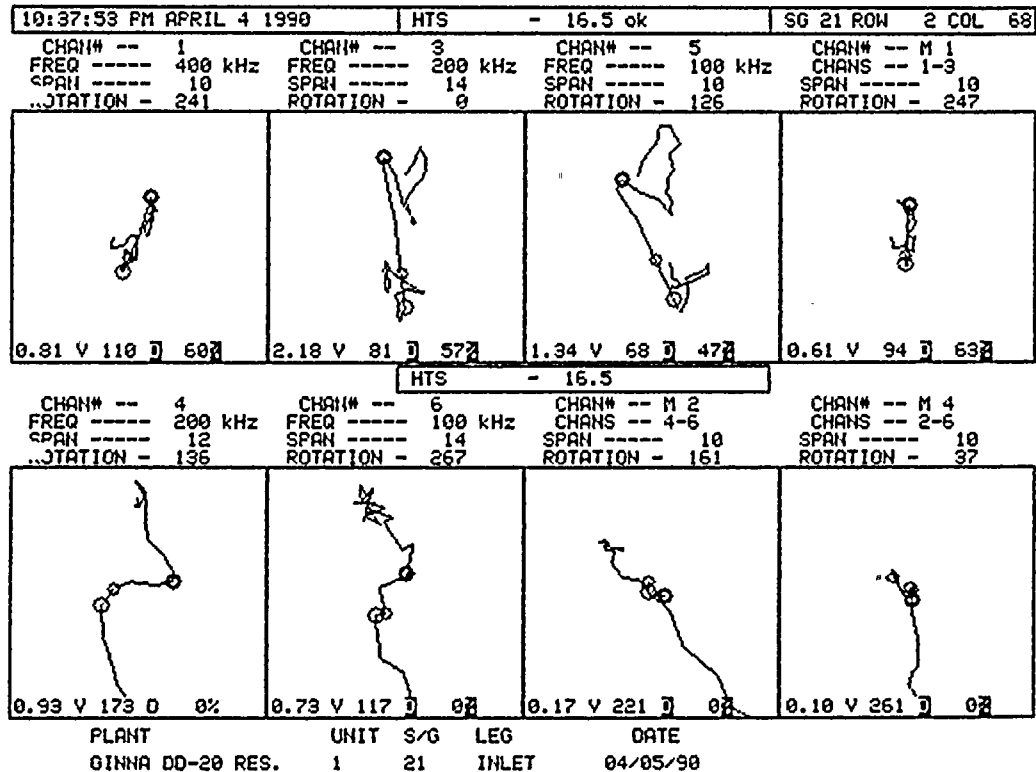 10:37:53 PM APRIL 4 1990 HTS - 16.5 ok SG 21 ROW 2 COL 68
CHAN# -- 1 CHAN# -- 3 CHAN# -- 5 CHAN# -- M 1
FREQ ----- 400 kHz FREQ ----- 200 kHz FREQ ----- 100 kHz CHANS -- 1-3
SPAN ----- 10 SPAN ----- 14 SPAN ----- 10 SPAN ----- 10
..OTATION - 241 ROTATION - 0 ROTATION - 126 ROTATION - 247
0.81 V 110 D 60% 2.18 V 81 D 57% 1.34 V 68 D 47% 0.61 V 94 D 63%
HTS - 16.5
CHAN# -- 4 CHAN# -- 6 CHAN# -- M 2 CHAN# -- M 4
FREQ ----- 200 kHz FREQ ----- 100 kHz CHANS -- 4-6 CHANS -- 2-6
SPAN ----- 12 SPAN ----- 14 SPAN ----- 10 SPAN ----- 10
..OTATION - 136 ROTATION - 267 ROTATION - 161 ROTATION - 37
0.93 V 173 D 0% 0.73 V 117 D 0% 0.17 V 221 D 0% 0.10 V 261 D 0%
PLANT UNIT S/G LEG DATE
GINNA DD-20 RES. 1 21 INLET 04/05/90